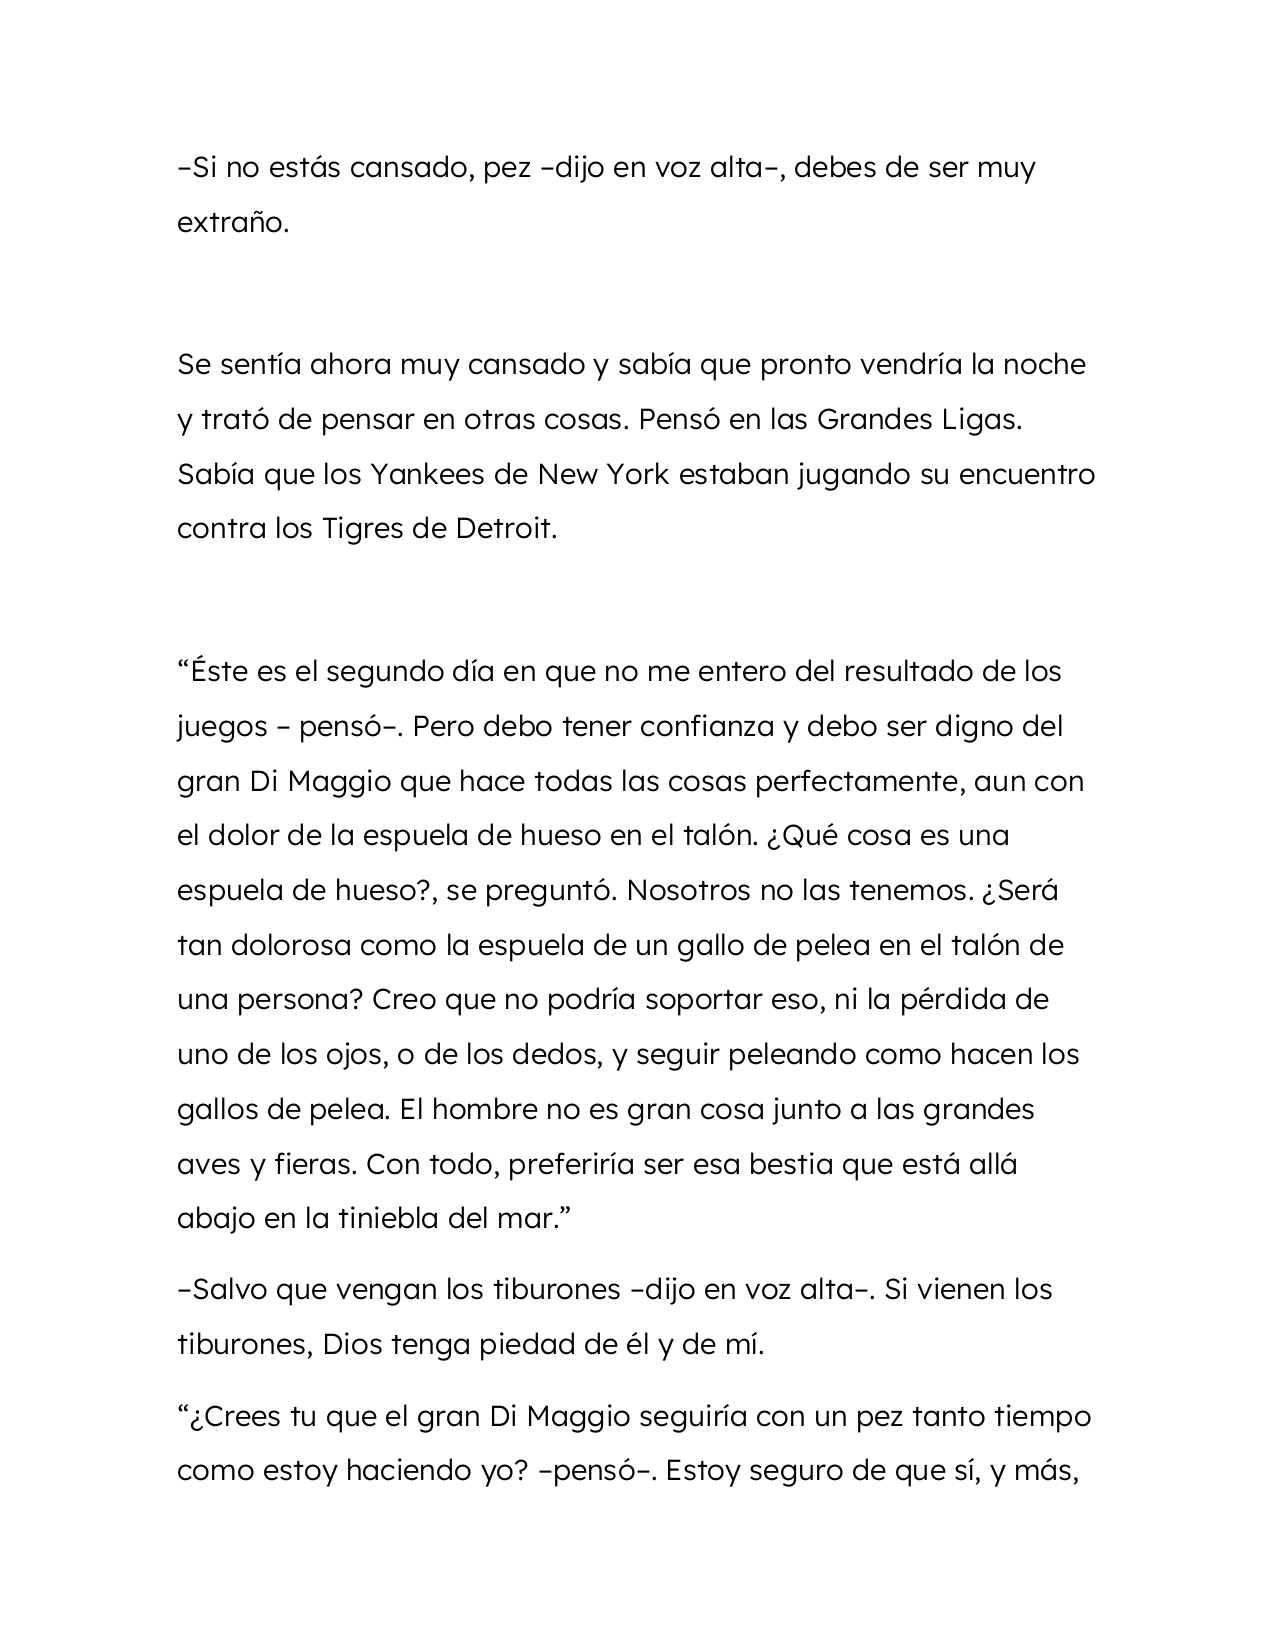 –Si no estás cansado, pez –dijo en voz alta–, debes de ser muy
extraño.
Se sentía ahora muy cansado y sabía que pronto vendría la noche
y trató de pensar en otras cosas. Pensó en las Grandes Ligas.
Sabía que los Yankees de New York estaban jugando su encuentro
contra los Tigres de Detroit.
“Éste es el segundo día en que no me entero del resultado de los
juegos – pensó–. Pero debo tener confianza y debo ser digno del
gran Di Maggio que hace todas las cosas perfectamente, aun con
el dolor de la espuela de hueso en el talón. ¿Qué cosa es una
espuela de hueso?, se preguntó. Nosotros no las tenemos. ¿Será
tan dolorosa como la espuela de un gallo de pelea en el talón de
una persona? Creo que no podría soportar eso, ni la pérdida de
uno de los ojos, o de los dedos, y seguir peleando como hacen los
gallos de pelea. El hombre no es gran cosa junto a las grandes
aves y fieras. Con todo, preferiría ser esa bestia que está allá
abajo en la tiniebla del mar.”
–Salvo que vengan los tiburones –dijo en voz alta–. Si vienen los
tiburones, Dios tenga piedad de él y de mí.
“¿Crees tu que el gran Di Maggio seguiría con un pez tanto tiempo
como estoy haciendo yo? –pensó–. Estoy seguro de que sí, y más,